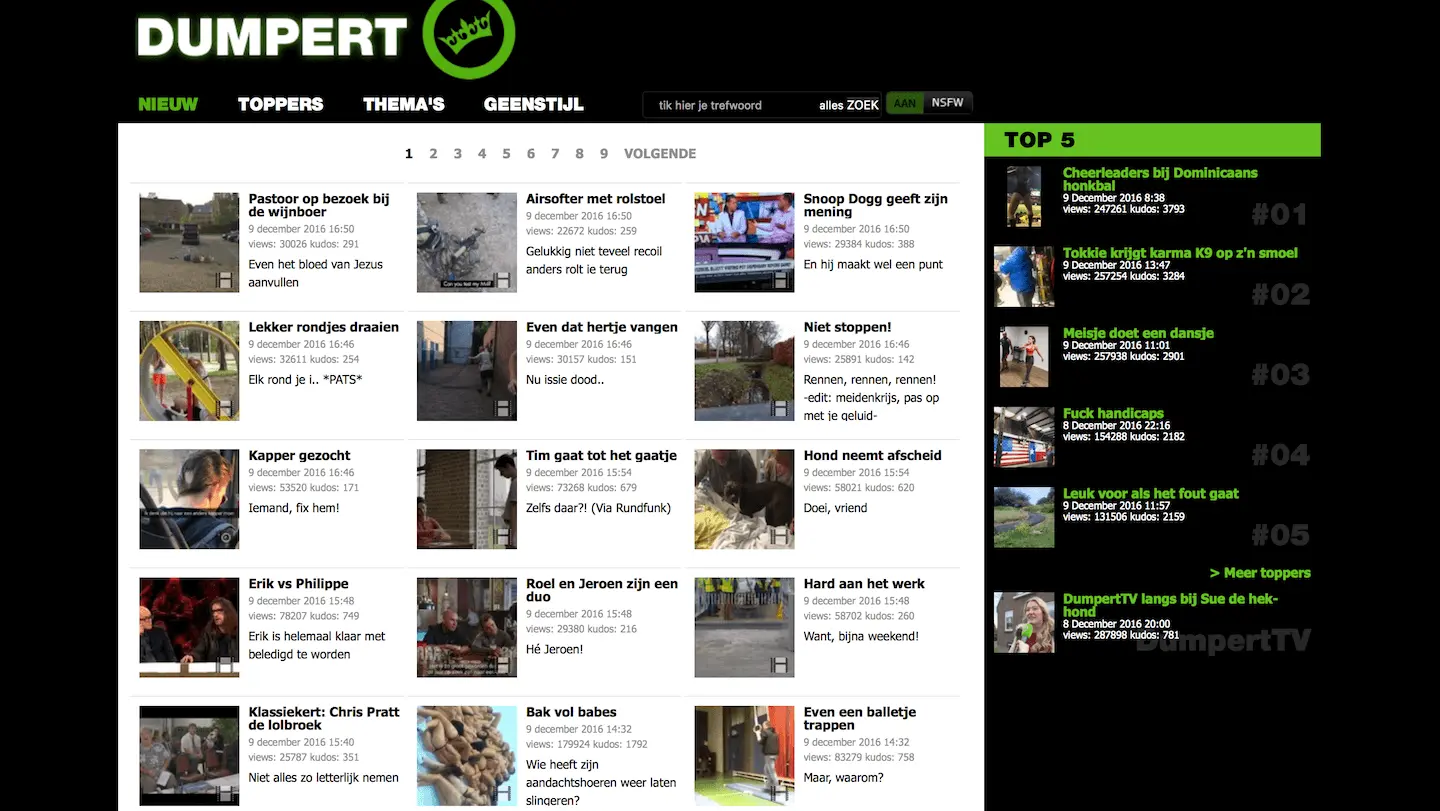 DUMPERT
NIEUW TOPPERS THEMA'S GEENSTIJL tik hier je trefwoord alles ZOEK AAN NSFW
1 2 3 4 5 6 7 8 9 VOLGENDE
Pastoor op bezoek bij
de wijnboer
9 december 2016 16:50
views: 30026 kudos: 291
Even het bloed van Jezus
aanvullen
Airsofter met rolstoel
9 december 2016 16:50
views: 22672 kudos: 259
Gelukkig niet teveel recoil
anders rolt ie terug
Snoop Dogg geeft zijn
mening
9 december 2016 16:50
views: 29384 kudos: 388
En hij maakt wel een punt
Lekker rondjes draaien
9 december 2016 16:46
views: 32611 kudos: 254
Elk rond je i.. *PATS*
Even dat hertje vangen
9 december 2016 16:46
views: 30157 kudos: 151
Nu issie dood..
Niet stoppen!
9 december 2016 16:46
views: 25891 kudos: 142
Rennen, rennen, rennen!
-edit: meidenkrijs, pas op
met je geluid-
Kapper gezocht
9 december 2016 16:46
views: 53520 kudos: 171
Iemand, fix hem!
Tim gaat tot het gaatje
9 december 2016 15:54
views: 73268 kudos: 679
Zelfs daar?! (Via Rundfunk)
Hond neemt afscheid
9 december 2016 15:54
views: 58021 kudos: 620
Doei, vriend
Erik vs Philippe
9 december 2016 15:48
views: 78207 kudos: 749
Erik is helemaal klaar met
beledigd te worden
Roel en Jeroen zijn een
duo
9 december 2016 15:48
views: 29380 kudos: 216
Hé Jeroen!
Hard aan het werk
9 december 2016 15:48
views: 58702 kudos: 260
Want, bijna weekend!
Klassiekert: Chris Pratt
de lolbroek
9 december 2016 15:40
views: 25787 kudos: 351
Niet alles zo letterlijk nemen
Bak vol babes
9 december 2016 14:32
views: 179924 kudos: 1792
Wie heeft zijn
aandachtshoeren weer laten
slingeren?
Even een balletje
trappen
9 december 2016 14:32
views: 83279 kudos: 758
Maar, waarom?
TOP 5
Cheerleaders bij Dominicaans
honkbal
9 December 2016 8:38
views: 247261 kudos: 3793
#01
Tokkie krijgt karma K9 op z'n smoel
9 December 2016 13:47
views: 257254 kudos: 3284
#02
Meisje doet een dansje
9 December 2016 11:01
views: 257938 kudos: 2901
#03
Fuck handicaps
8 December 2016 22:16
views: 154288 kudos: 2182
#04
Leuk voor als het fout gaat
9 December 2016 11:57
views: 131506 kudos: 2159
#05
> Meer toppers
DumpertTV langs bij Sue de hek-
hond
8 December 2016 20:00
views: 287898 kudos: 781
DumpertTV